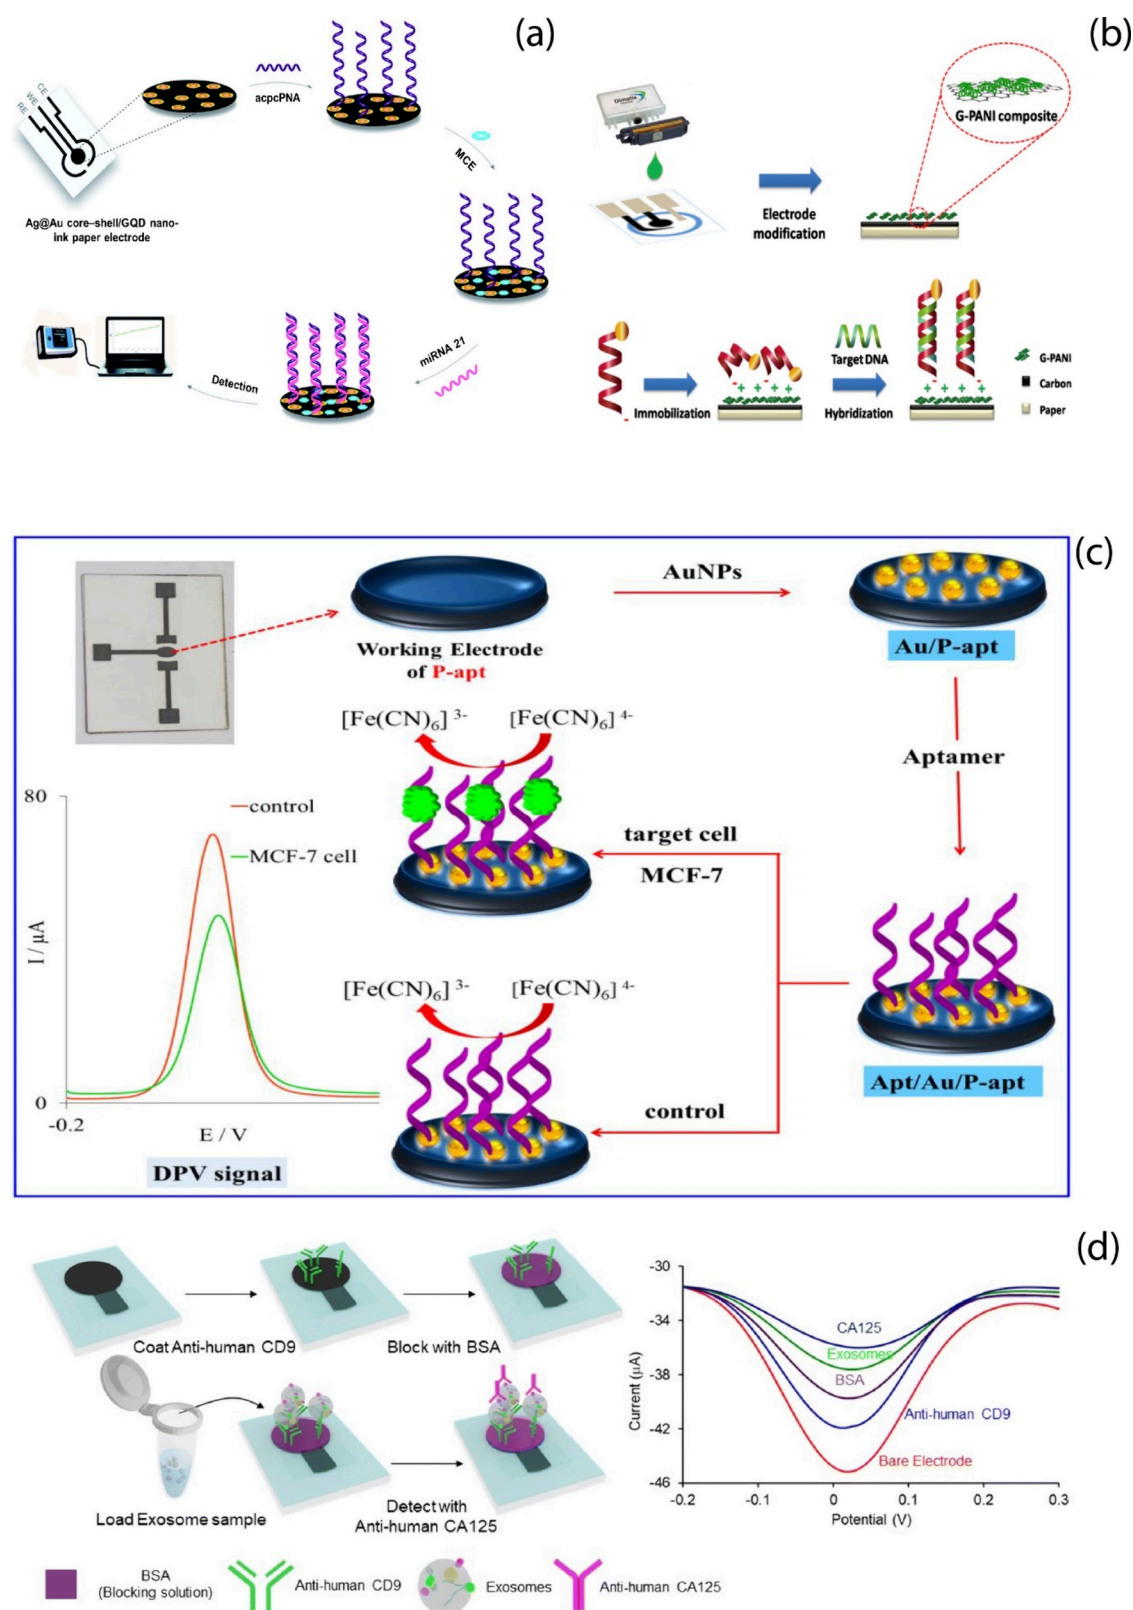 (a)
acpcPNA
CE
WE
RE
MCE
Ag@Au core–shell/GQD nano-
ink paper electrode
miRNA 21
Detection
(b)
Dimatix
G-PANI composite
Electrode
modification
Target DNA
Immobilization
Hybridization
G-PANI
Carbon
Paper
(c)
AuNPs
Working Electrode
of P-apt
Au/P-apt
[Fe(CN)6] 3-
[Fe(CN)6] 4-
Aptamer
target cell
MCF-7
80
control
MCF-7 cell
I / µA
[Fe(CN)6] 3-
[Fe(CN)6] 4-
Apt/Au/P-apt
control
0
-0.2
E / V
DPV signal
(d)
Coat Anti-human CD9
Block with BSA
Load Exosome sample
Detect with
Anti-human CA125
-30
-34
-38
-42
-46
Current (µA)
CA125
Exosomes
BSA
Anti-human CD9
Bare Electrode
-0.2
-0.1
0
0.1
0.2
0.3
Potential (V)
BSA
(Blocking solution)
Anti-human CD9
Exosomes
Anti-human CA125